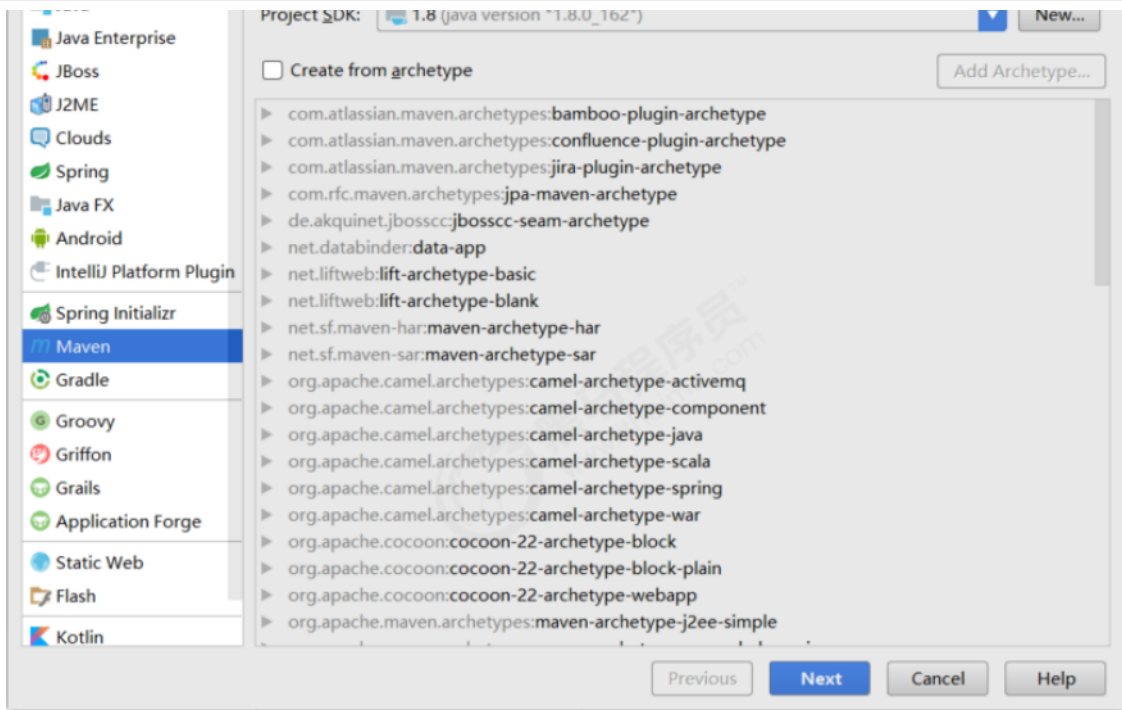 Project SDK: 1.8 (java version "1.8.0_162") New...
Java Enterprise
JBoss
J2ME
Clouds
Spring
Java FX
Android
IntelliJ Platform Plugin
Spring Initializr
Maven
Gradle
Groovy
Griffon
Grails
Application Forge
Static Web
Flash
Kotlin
Create from archetype Add Archetype...
com.atlassian.maven.archetypes:bamboo-plugin-archetype
com.atlassian.maven.archetypes:confluence-plugin-archetype
com.atlassian.maven.archetypes:jira-plugin-archetype
com.rfc.maven.archetypes:jpa-maven-archetype
de.akquinet.jbosscc:jbosscc-seam-archetype
net.databinder:data-app
net.liftweb:lift-archetype-basic
net.liftweb:lift-archetype-blank
net.sf.maven-har:maven-archetype-har
net.sf.maven-sar:maven-archetype-sar
org.apache.camel.archetypes:camel-archetype-activemq
org.apache.camel.archetypes:camel-archetype-component
org.apache.camel.archetypes:camel-archetype-java
org.apache.camel.archetypes:camel-archetype-scala
org.apache.camel.archetypes:camel-archetype-spring
org.apache.camel.archetypes:camel-archetype-war
org.apache.cocoon:cocoon-22-archetype-block
org.apache.cocoon:cocoon-22-archetype-block-plain
org.apache.cocoon:cocoon-22-archetype-webapp
org.apache.maven.archetypes:maven-archetype-j2ee-simple
Previous Next Cancel Help